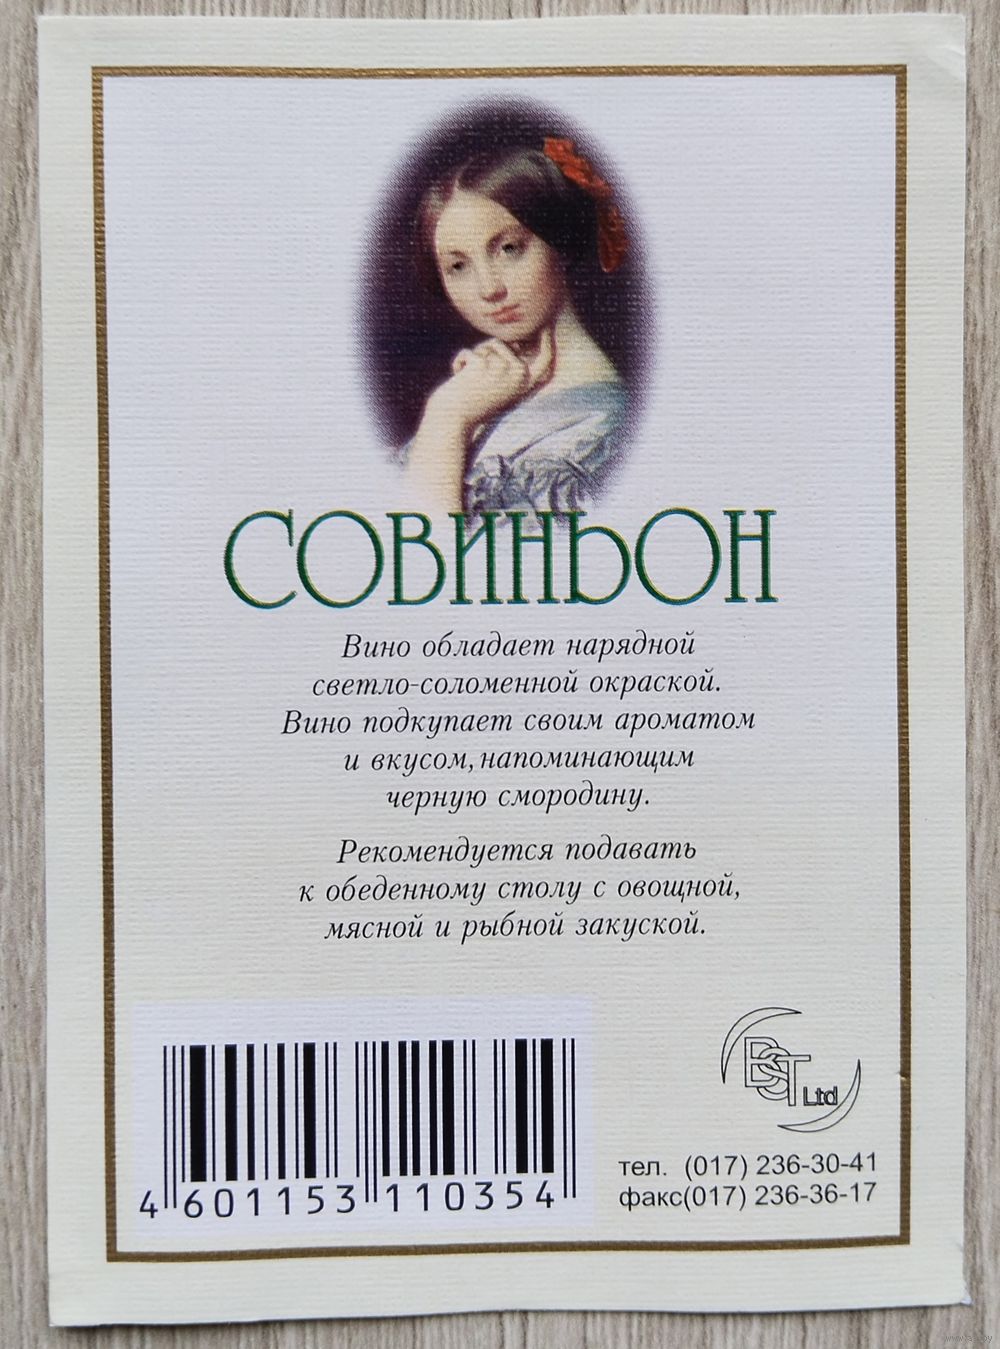 СОВИНЬОН
Вино обладает нарядной
светло-соломенной окраской.
Вино подкупает своим ароматом
и вкусом, напоминающим
черную смородину.
Рекомендуется подавать
к обеденному столу с овощной,
мясной и рыбной закуской.
BST Ltd
4 601153 110354
тел. (017) 236-30-41
факс(017) 236-36-17